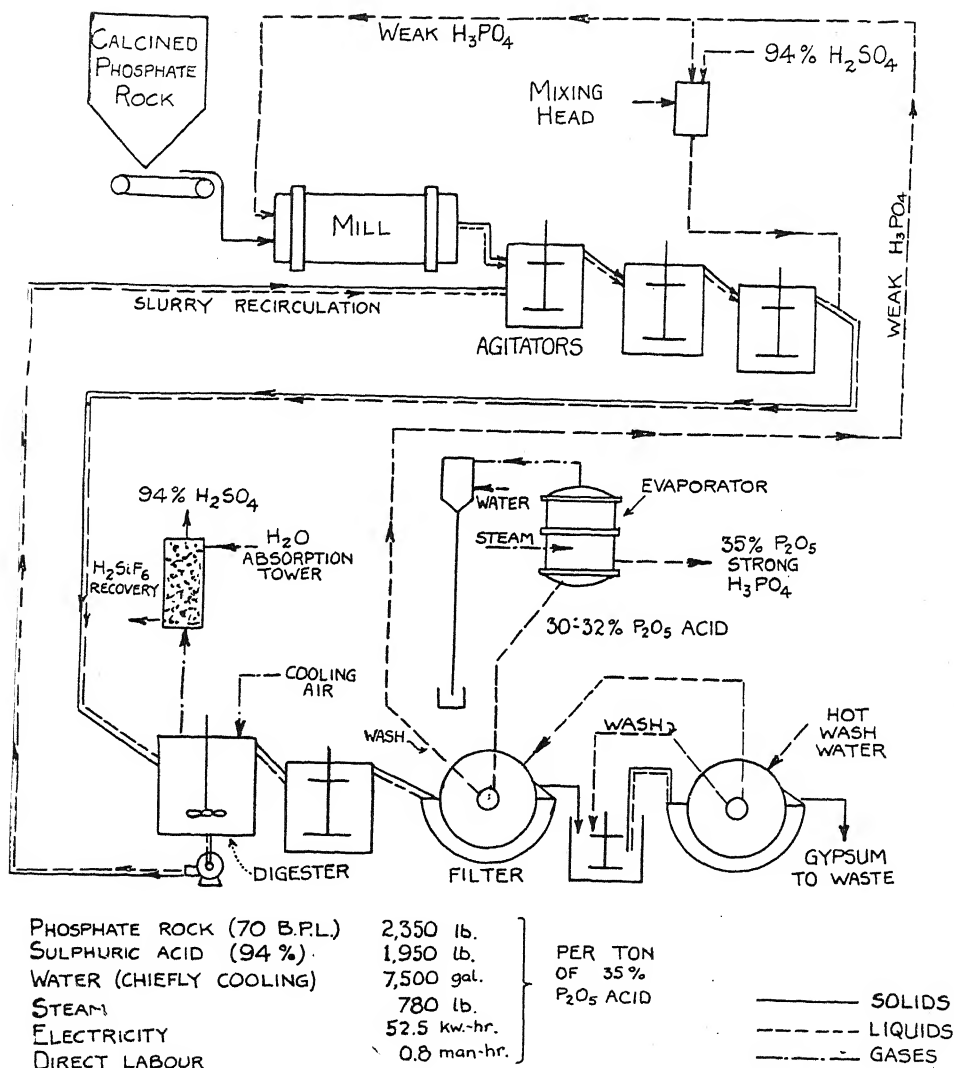 CALCINED
PHOSPHATE
ROCK
WEAK H₃PO₄
94% H₂SO₄
MIXING
HEAD
MILL
WEAK H₃PO₄
SLURRY RECIRCULATION
AGITATORS
94% H₂SO₄
H₂O
ABSORPTION
TOWER
H₂SiF₆
RECOVERY
WATER
EVAPORATOR
STEAM
35% P₂O₅
STRONG
H₃PO₄
30-32% P₂O₅ ACID
COOLING
AIR
WASH
WASH
HOT
WASH
WATER
DIGESTER
FILTER
GYPSUM
TO WASTE
PHOSPHATE ROCK (70 B.P.L.) 2,350 lb.
SULPHURIC ACID (94%) 1,950 lb.
WATER (CHIEFLY COOLING) 7,500 gal.
STEAM 780 lb.
ELECTRICITY 52.5 kw.-hr.
DIRECT LABOUR 0.8 man-hr.
PER TON
OF 35%
P₂O₅ ACID
SOLIDS
LIQUIDS
GASES